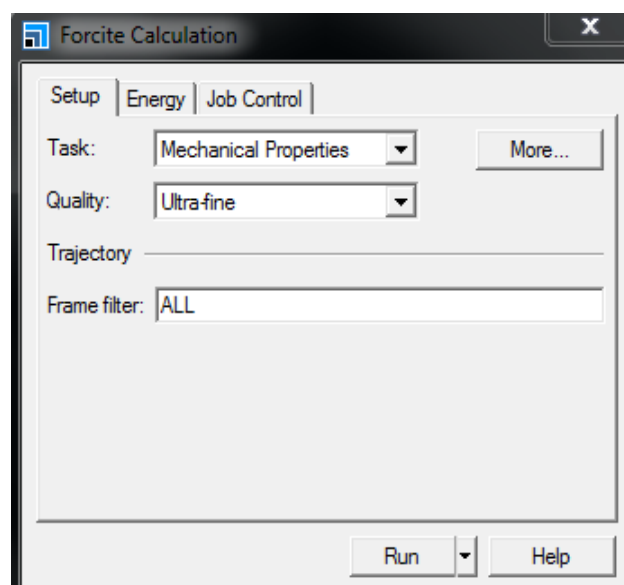 Forcite Calculation
x
Setup Energy Job Control
Task: Mechanical Properties More...
Quality: Ultra-fine
Trajectory
Frame filter: ALL
Run Help